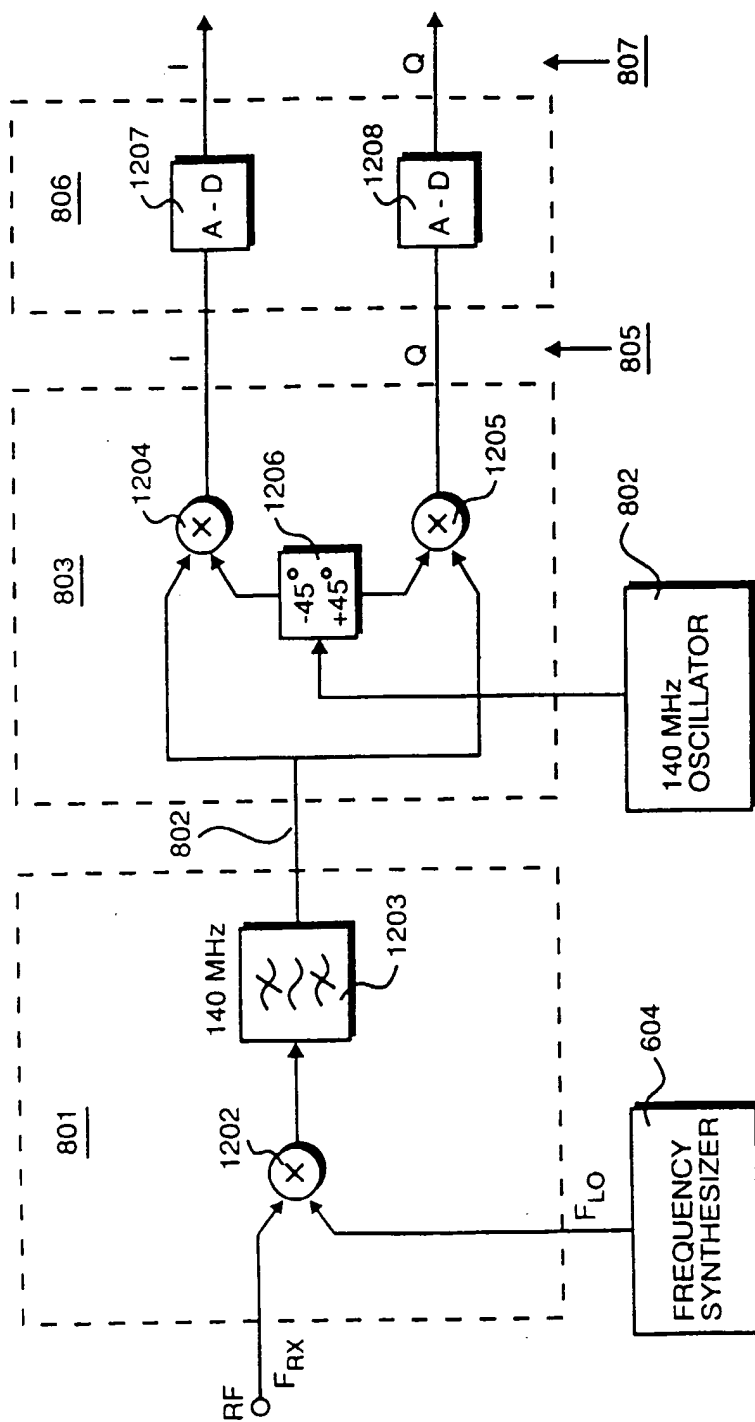 RF
F_RX
801
1202
140 MHz
1203
F_LO
FREQUENCY
SYNTHESIZER
604
802
803
1204
-45°
+45°
1206
1205
140 MHz
OSCILLATOR
802
I
Q
805
806
A - D
1207
A - D
1208
I
Q
807